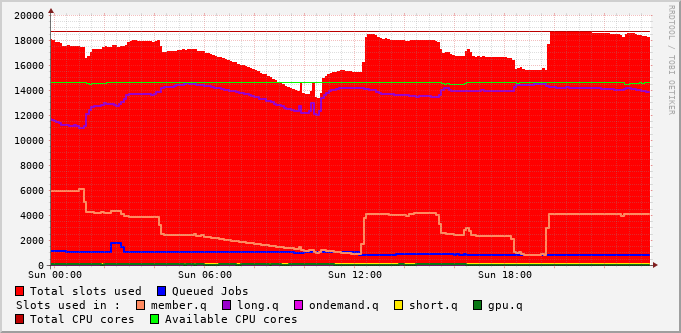 20000
18000
16000
14000
12000
10000
8000
6000
4000
2000
0
Sun 00:00 Sun 06:00 Sun 12:00 Sun 18:00
Total slots used Queued Jobs
Slots used in : member.q long.q ondemand.q short.q gpu.q
Total CPU cores Available CPU cores
RRDTOOL / TOBI OETIKER